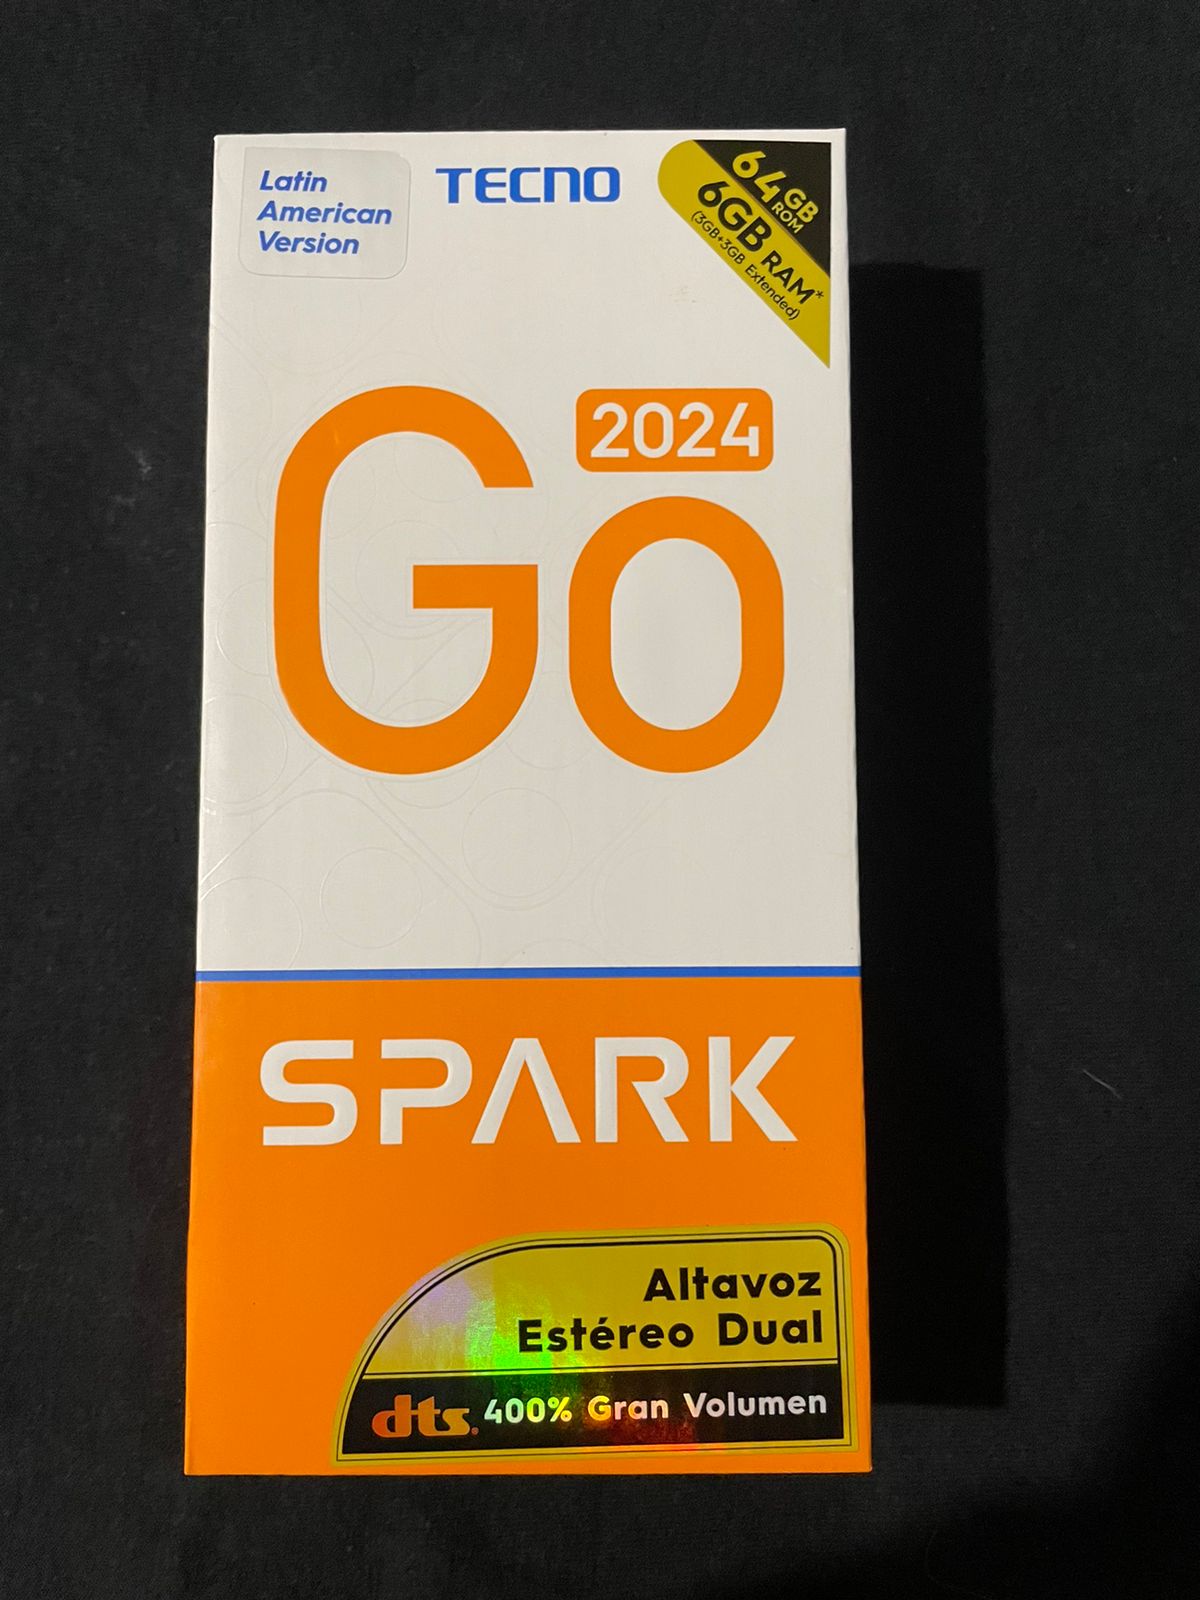 Latin
American
Version
TECNO
64GB
ROM
6GB RAM*
(3GB+3GB Extended)
2024
Go
SPARK
Altavoz
Estéreo Dual
dts® 400% Gran Volumen